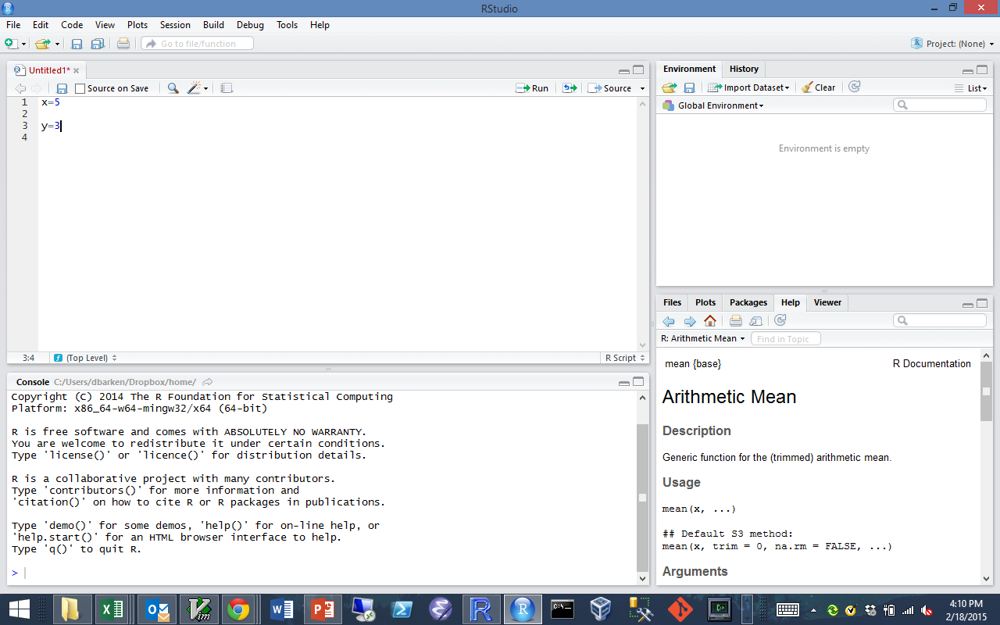 RStudio
File Edit Code View Plots Session Build Debug Tools Help
Go to file/function Project: (None)
Untitled1*
Source on Save Run Source
1 x=5
2
3 y=3
4
3:4 (Top Level) R Script
Console C:/Users/dbarken/Dropbox/home/
Copyright (C) 2014 The R Foundation for Statistical Computing
Platform: x86_64-w64-mingw32/x64 (64-bit)
R is free software and comes with ABSOLUTELY NO WARRANTY.
You are welcome to redistribute it under certain conditions.
Type 'license()' or 'licence()' for distribution details.
R is a collaborative project with many contributors.
Type 'contributors()' for more information and
'citation()' on how to cite R or R packages in publications.
Type 'demo()' for some demos, 'help()' for on-line help, or
'help.start()' for an HTML browser interface to help.
Type 'q()' to quit R.
>
Environment History
Import Dataset Clear List
Global Environment
Environment is empty
Files Plots Packages Help Viewer
R: Arithmetic Mean Find in Topic
mean {base} R Documentation
Arithmetic Mean
Description
Generic function for the (trimmed) arithmetic mean.
Usage
mean(x, ...)
## Default S3 method:
mean(x, trim = 0, na.rm = FALSE, ...)
Arguments
4:10 PM
2/18/2015